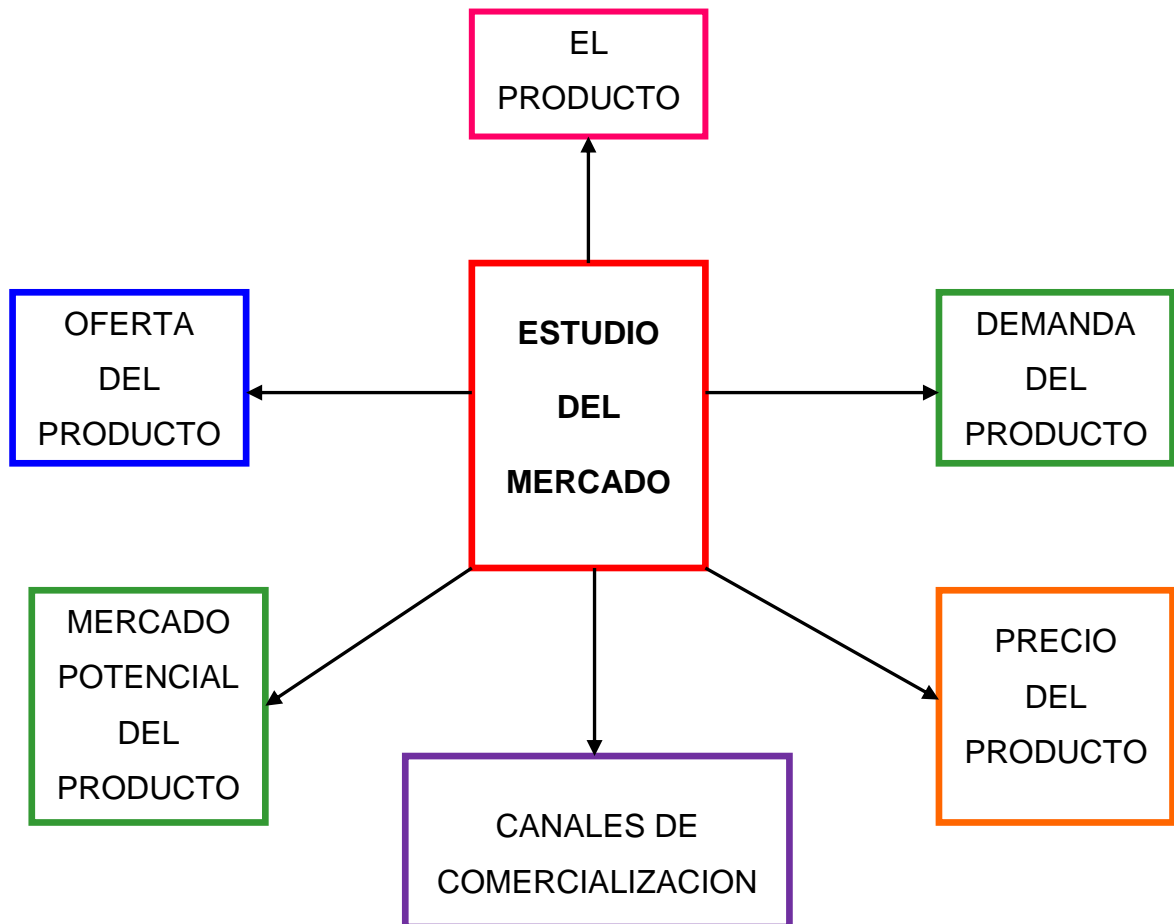 EL
PRODUCTO
OFERTA
DEL
PRODUCTO
ESTUDIO
DEL
MERCADO
DEMANDA
DEL
PRODUCTO
MERCADO
POTENCIAL
DEL
PRODUCTO
CANALES DE
COMERCIALIZACION
PRECIO
DEL
PRODUCTO